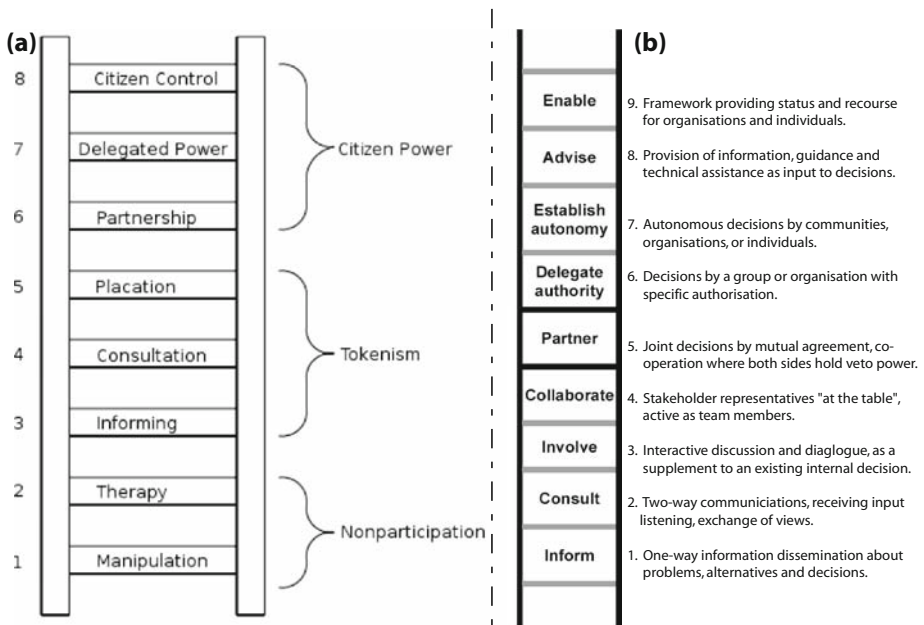 (a)
8
Citizen Control
7
Delegated Power
Citizen Power
6
Partnership
5
Placation
4
Consultation
Tokenism
3
Informing
2
Therapy
Nonparticipation
1
Manipulation
(b)
Enable
9. Framework providing status and recourse
for organisations and individuals.
Advise
8. Provision of information, guidance and
technical assistance as input to decisions.
Establish
autonomy
7. Autonomous decisions by communities,
organisations, or individuals.
Delegate
authority
6. Decisions by a group or organisation with
specific authorisation.
Partner
5. Joint decisions by mutual agreement, co-
operation where both sides hold veto power.
Collaborate
4. Stakeholder representatives "at the table",
active as team members.
Involve
3. Interactive discussion and diaglogue, as a
supplement to an existing internal decision.
Consult
2. Two-way communiciations, receiving input
listening, exchange of views.
Inform
1. One-way information dissemination about
problems, alternatives and decisions.